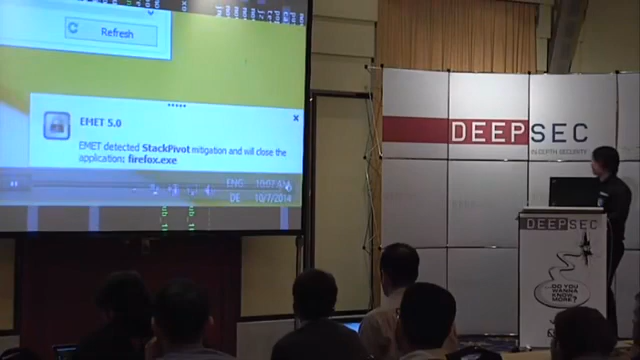 Refresh
EMET 5.0
EMET detected StackPivot mitigation and will close the
application: firefox.exe
ENG
DE
10/7/2014
DEEPSEC
IN-DEPTH SECURITY
DEEPSEC
DO YOU
WANNA
KNOW
MORE?